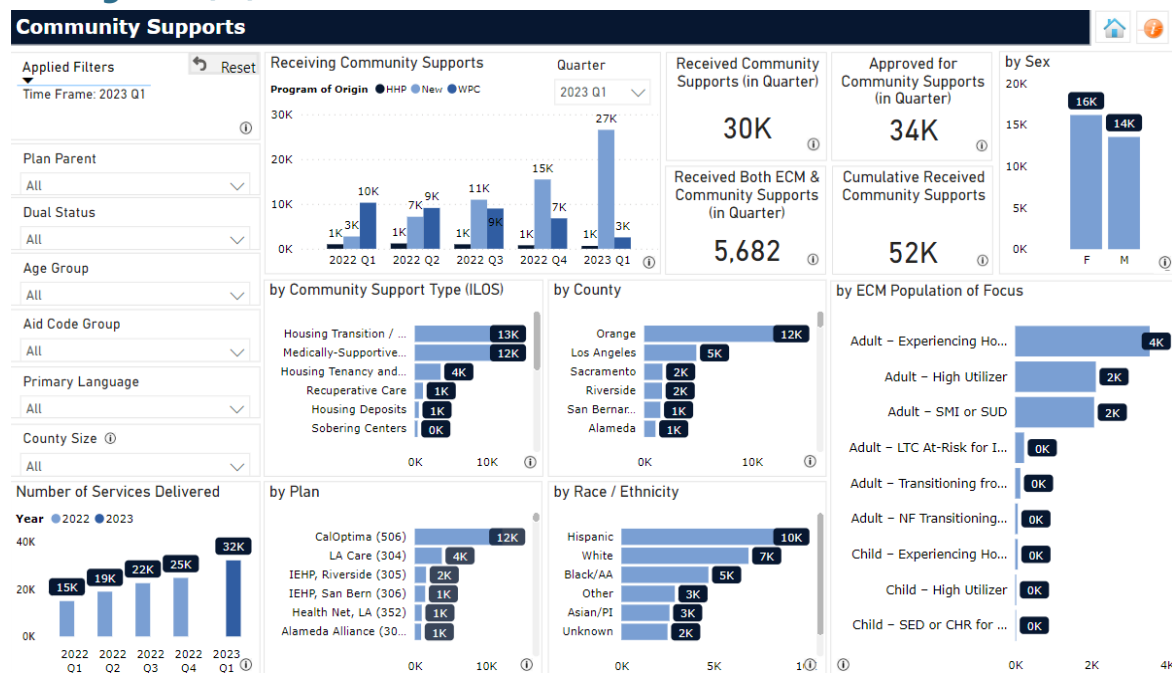 Community Supports
Applied Filters
Reset
Time Frame: 2023 Q1
Plan Parent
All
Dual Status
All
Age Group
All
Aid Code Group
All
Primary Language
All
County Size
All
Receiving Community Supports
Quarter
Program of Origin HHP New WPC
2023 Q1
30K
20K
10K
0K
1K 3K 10K
1K 7K 9K
1K 11K 9K
1K 15K 7K
1K 27K 3K
2022 Q1 2022 Q2 2022 Q3 2022 Q4 2023 Q1
Received Community
Supports (in Quarter)
30K
Approved for
Community Supports
(in Quarter)
34K
Received Both ECM &
Community Supports
(in Quarter)
5,682
Cumulative Received
Community Supports
52K
by Sex
20K
15K
10K
5K
0K
16K
14K
F M
by Community Support Type (ILOS)
Housing Transition / ... 13K
Medically-Supportive... 12K
Housing Tenancy and... 4K
Recuperative Care 1K
Housing Deposits 1K
Sobering Centers 0K
0K 10K
by County
Orange 12K
Los Angeles 5K
Sacramento 2K
Riverside 2K
San Bernar... 1K
Alameda 1K
0K 10K
by ECM Population of Focus
Adult – Experiencing Ho... 4K
Adult – High Utilizer 2K
Adult – SMI or SUD 2K
Adult – LTC At-Risk for I... 0K
Adult – Transitioning fro... 0K
Adult – NF Transitioning... 0K
Child – Experiencing Ho... 0K
Child – High Utilizer 0K
Child – SED or CHR for ... 0K
0K 2K 4K
Number of Services Delivered
Year 2022 2023
40K
20K
0K
15K 19K 22K 25K 32K
2022 2022 2022 2022 2023
Q1 Q2 Q3 Q4 Q1
by Plan
CalOptima (506) 12K
LA Care (304) 4K
IEHP, Riverside (305) 2K
IEHP, San Bern (306) 1K
Health Net, LA (352) 1K
Alameda Alliance (30... 1K
0K 10K
by Race / Ethnicity
Hispanic 10K
White 7K
Black/AA 5K
Other 3K
Asian/PI 3K
Unknown 2K
0K 5K